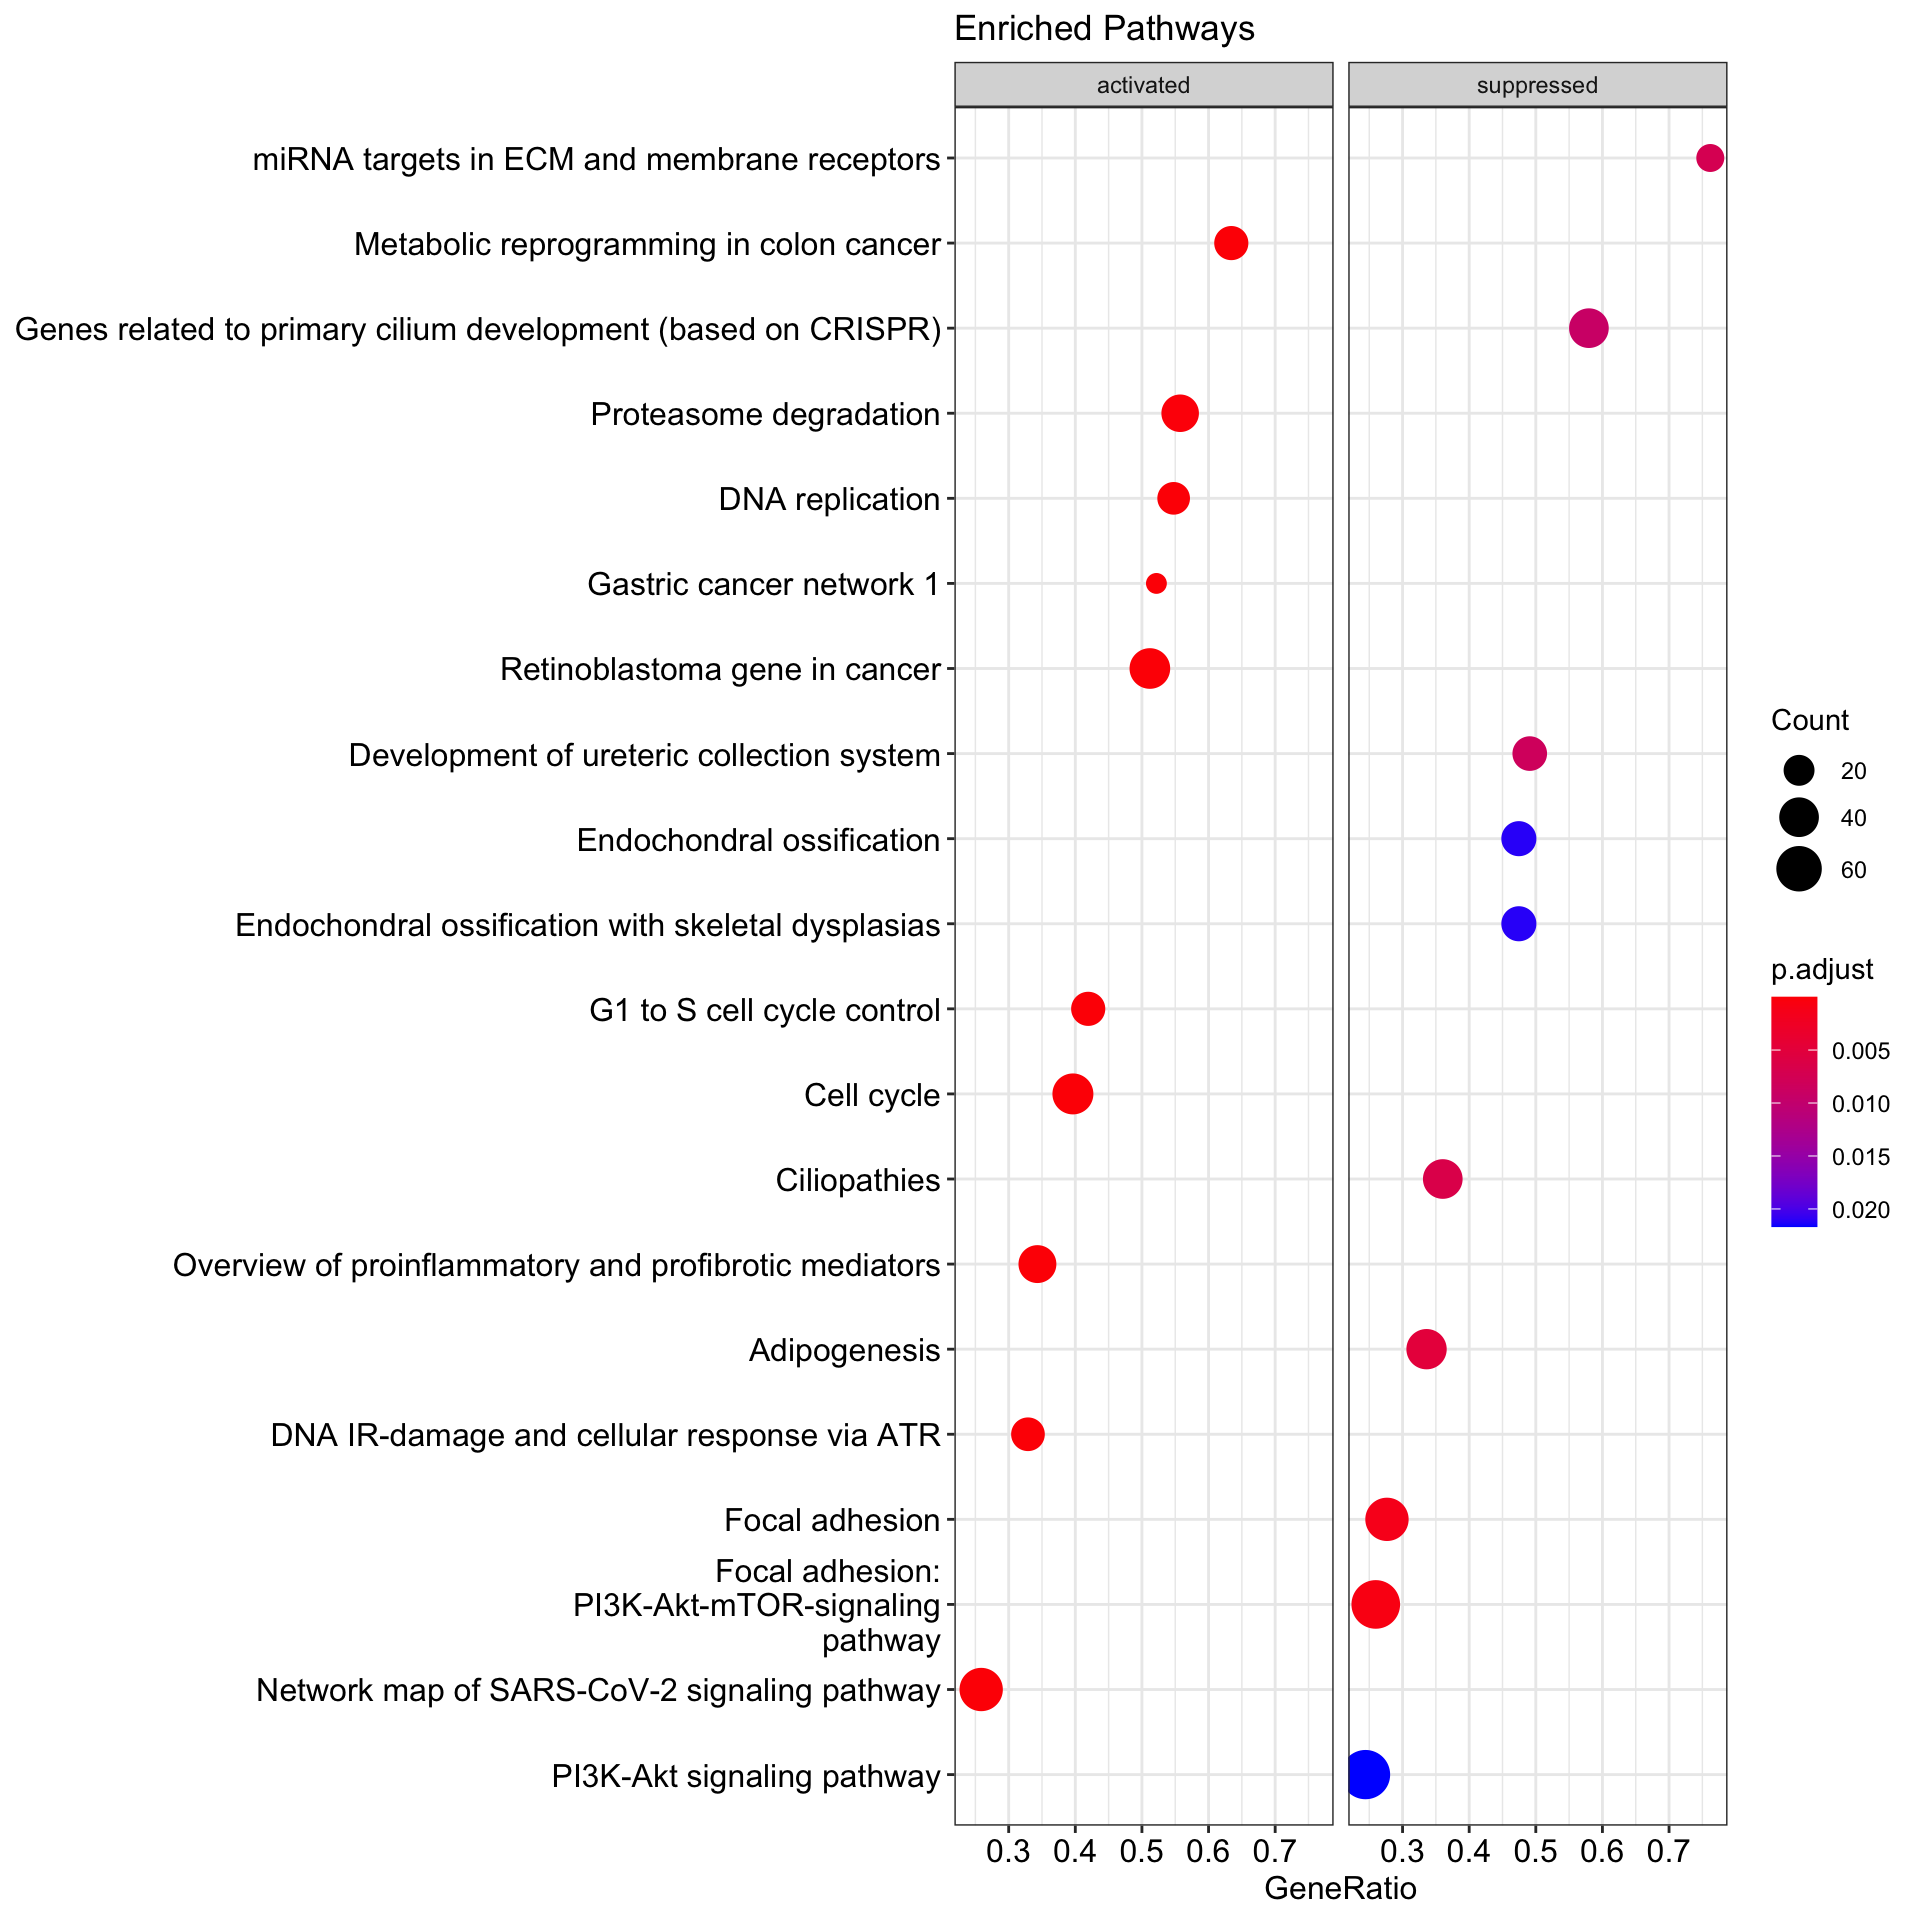 Enriched Pathways
activated
suppressed
miRNA targets in ECM and membrane receptors
Metabolic reprogramming in colon cancer
Genes related to primary cilium development (based on CRISPR)
Proteasome degradation
DNA replication
Gastric cancer network 1
Retinoblastoma gene in cancer
Development of ureteric collection system
Endochondral ossification
Endochondral ossification with skeletal dysplasias
G1 to S cell cycle control
Cell cycle
Ciliopathies
Overview of proinflammatory and profibrotic mediators
Adipogenesis
DNA IR-damage and cellular response via ATR
Focal adhesion
Focal adhesion:
PI3K-Akt-mTOR-signaling
pathway
Network map of SARS-CoV-2 signaling pathway
PI3K-Akt signaling pathway
0.3 0.4 0.5 0.6 0.7
0.3 0.4 0.5 0.6 0.7
GeneRatio
Count
20
40
60
p.adjust
0.005
0.010
0.015
0.020